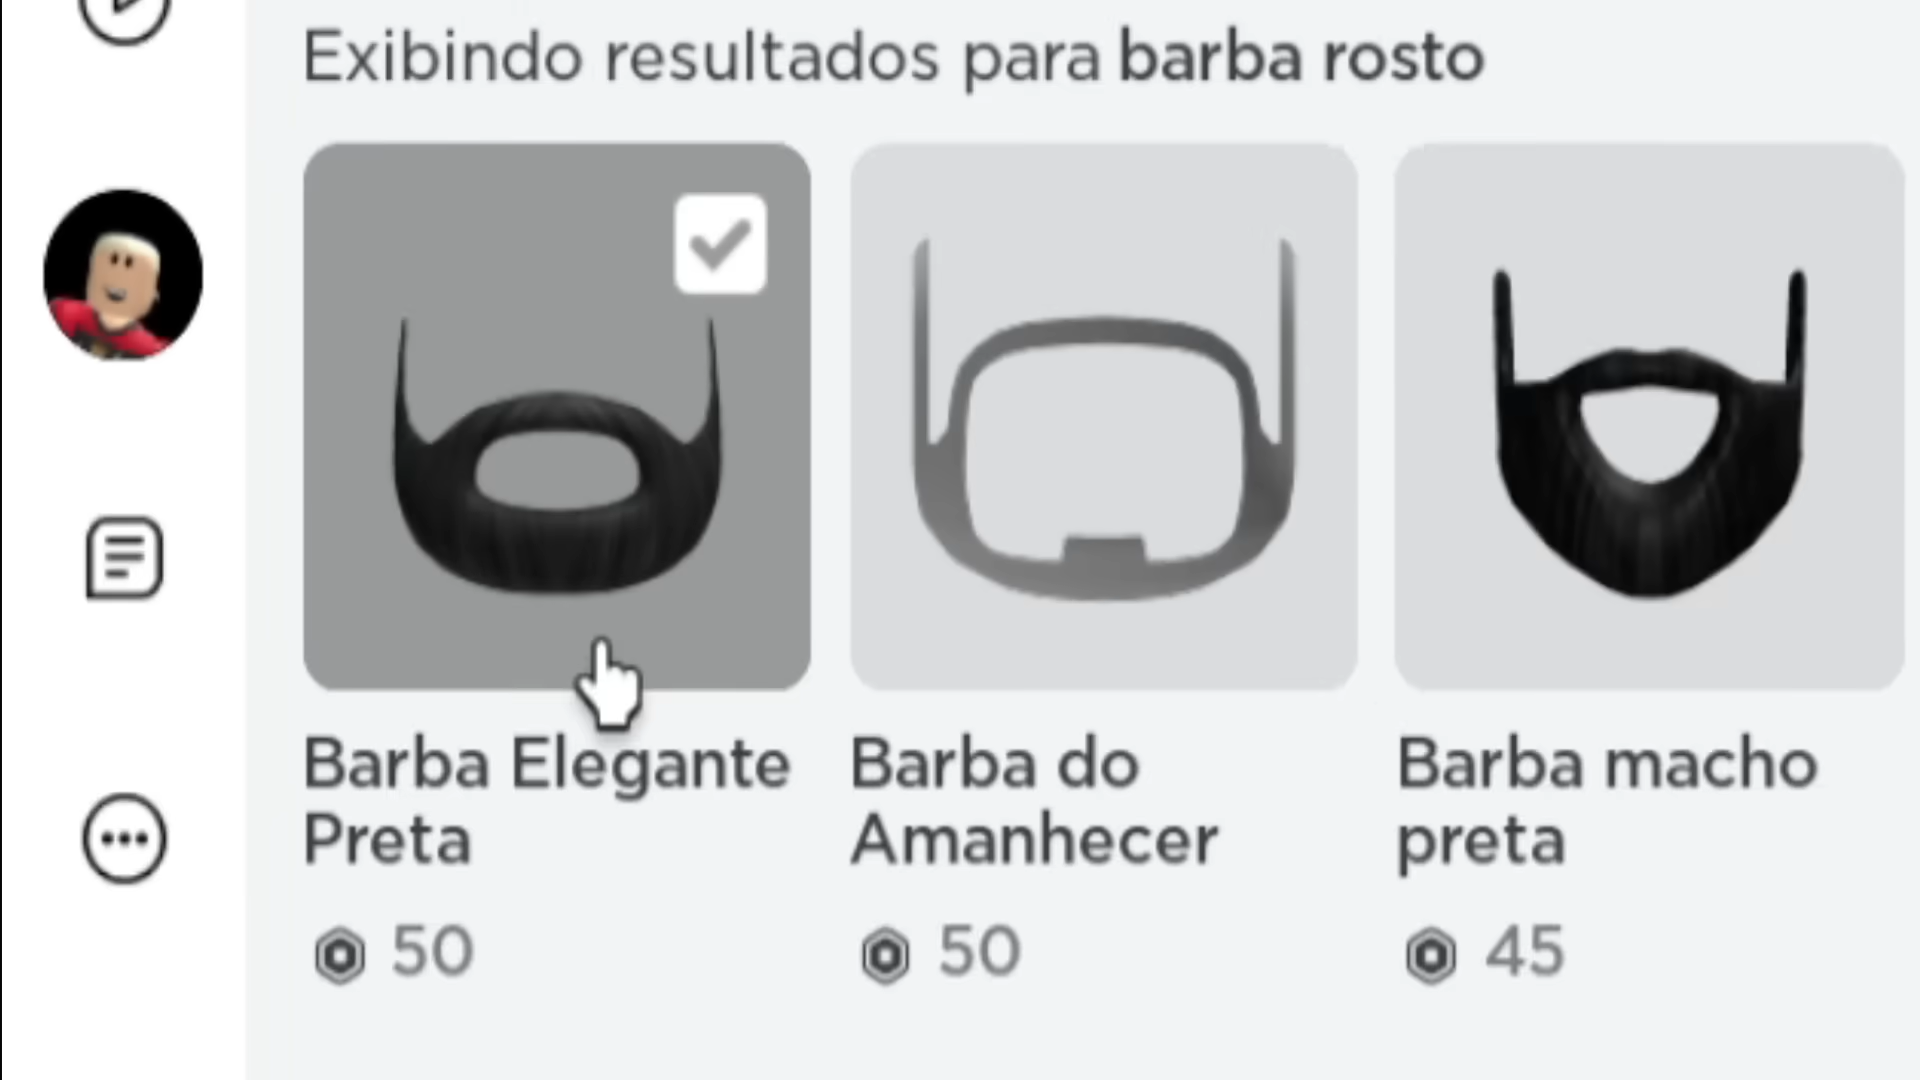 Exibindo resultados para barba rosto
Barba Elegante
Preta
50
Barba do
Amanhecer
50
Barba macho
preta
45